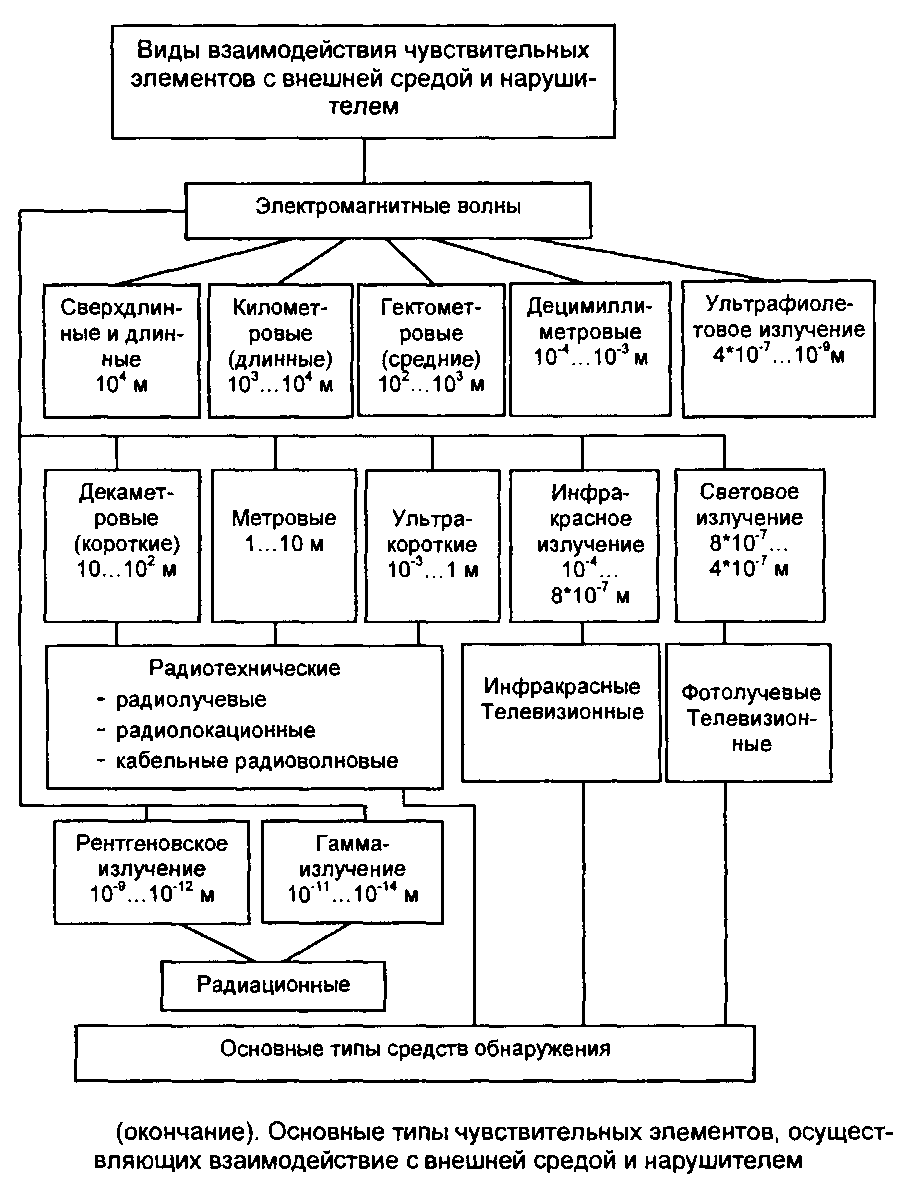 Виды взаимодействия чувствительных
элементов с внешней средой и наруши-
телем
Электромагнитные волны
Сверхдлин-
ные и длин-
ные
10⁴ м
Километ-
ровые
(длинные)
10³...10⁴ м
Гектомет-
ровые
(средние)
10²...10³ м
Децимилли-
метровые
10⁻⁴...10⁻³ м
Ультрафиоле-
товое излучение
4*10⁻⁷...10⁻⁹м
Декамет-
ровые
(короткие)
10...10² м
Метровые
1...10 м
Ультра-
короткие
10⁻³...1 м
Инфра-
красное
излучение
10⁻⁴...
8*10⁻⁷ м
Световое
излучение
8*10⁻⁷...
4*10⁻⁷ м
Радиотехнические
- радиолучевые
- радиолокационные
- кабельные радиоволновые
Инфракрасные
Телевизионные
Фотолучевые
Телевизион-
ные
Рентгеновское
излучение
10⁻⁹...10⁻¹² м
Гамма-
излучение
10⁻¹¹...10⁻¹⁴ м
Радиационные
Основные типы средств обнаружения
(окончание). Основные типы чувствительных элементов, осущест-
вляющих взаимодействие с внешней средой и нарушителем